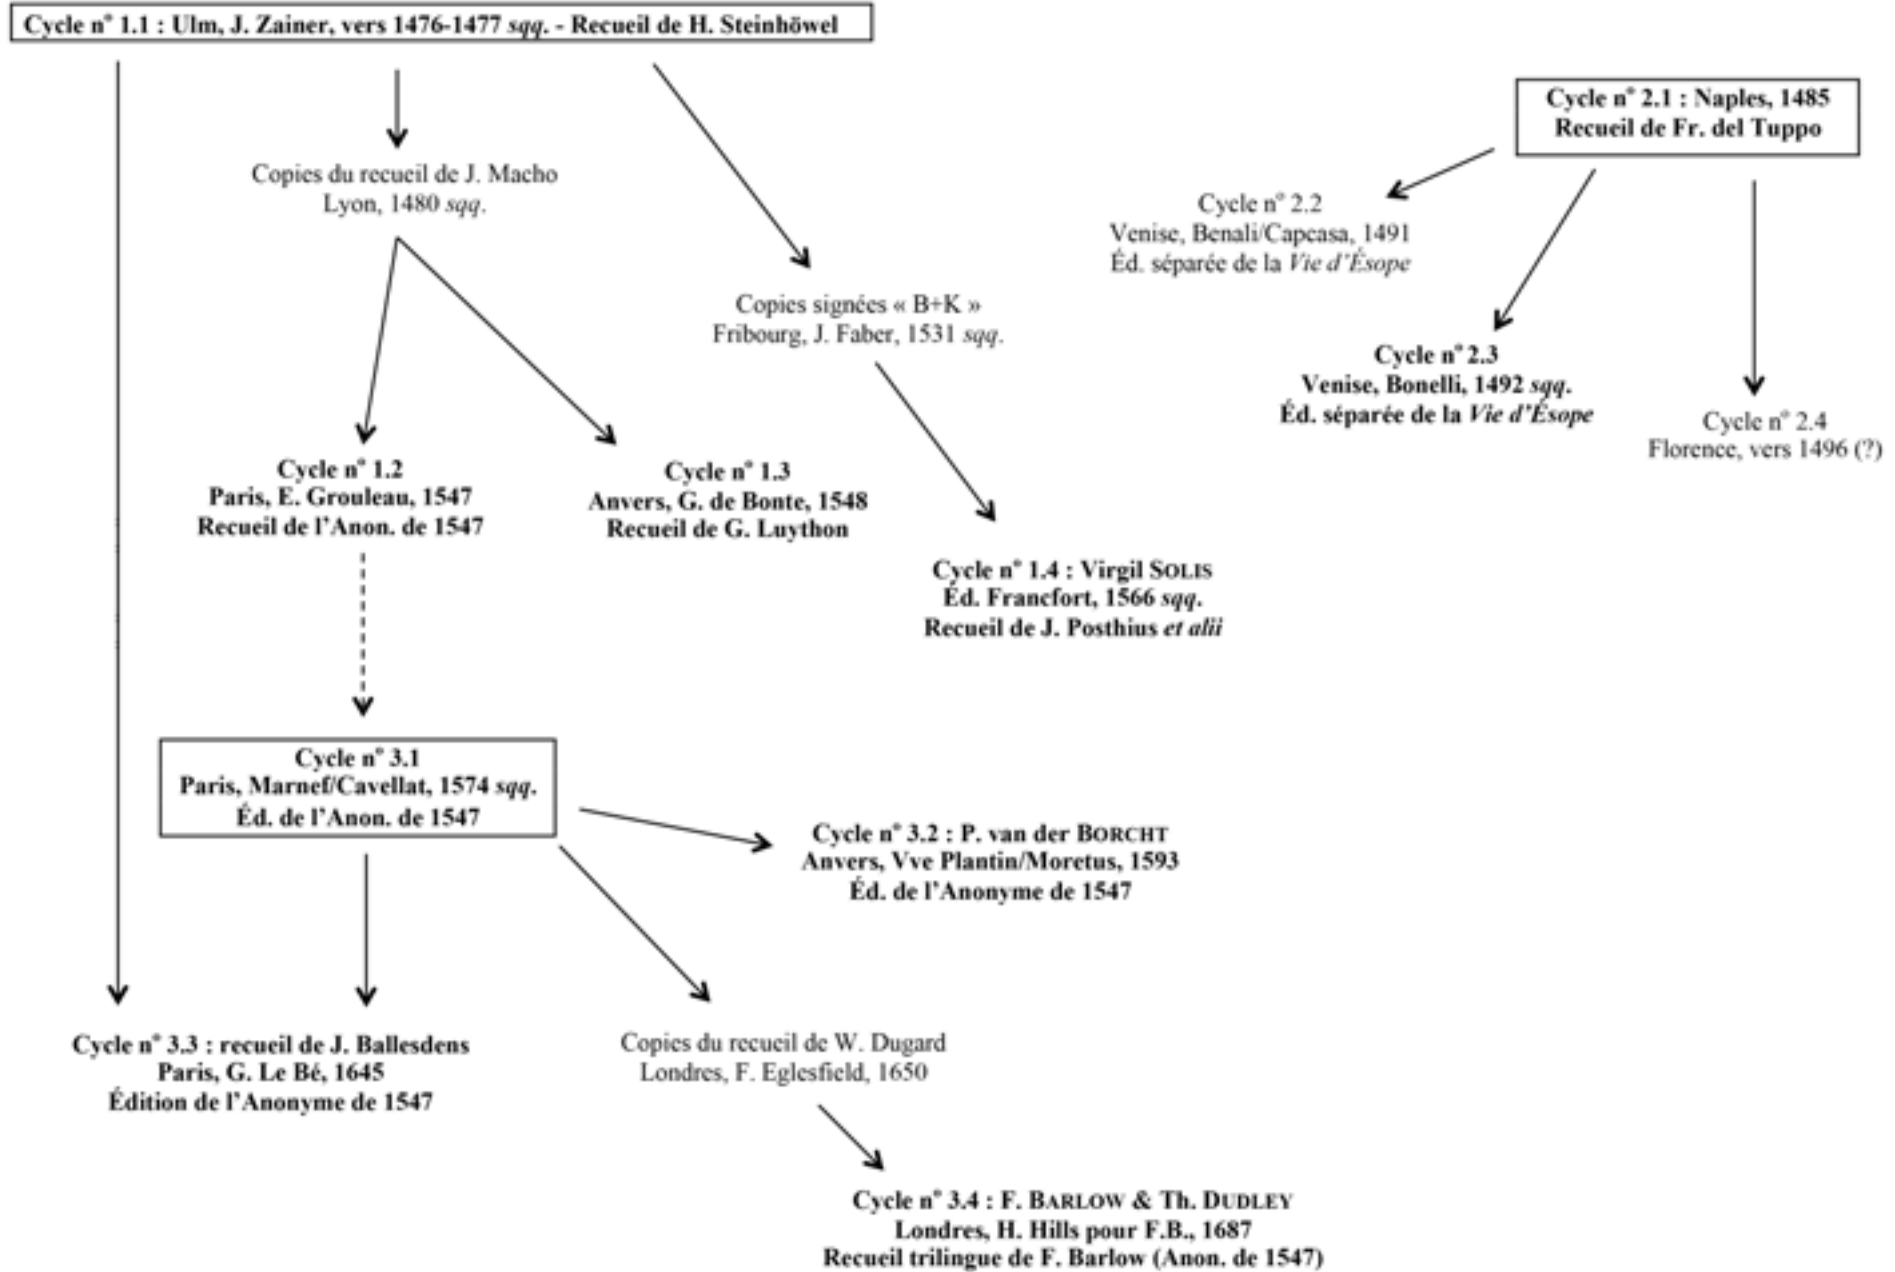 Cycle n° 1.1 : Ulm, J. Zainer, vers 1476-1477 sqq. - Recueil de H. Steinhöwel
Cycle n° 2.1 : Naples, 1485
Recueil de Fr. del Tuppo
Copies du recueil de J. Macho
Lyon, 1480 sqq.
Cycle n° 2.2
Venise, Benali/Capcasa, 1491
Éd. séparée de la Vie d'Ésope
Copies signées « B+K »
Fribourg, J. Faber, 1531 sqq.
Cycle n° 2.3
Venise, Bonelli, 1492 sqq.
Éd. séparée de la Vie d'Ésope
Cycle n° 2.4
Florence, vers 1496 (?)
Cycle n° 1.2
Paris, E. Grouleau, 1547
Recueil de l'Anon. de 1547
Cycle n° 1.3
Anvers, G. de Bonte, 1548
Recueil de G. Luython
Cycle n° 1.4 : Virgil SOLIS
Éd. Francfort, 1566 sqq.
Recueil de J. Posthius et alii
Cycle n° 3.1
Paris, Marnef/Cavellat, 1574 sqq.
Éd. de l'Anon. de 1547
Cycle n° 3.2 : P. van der BORCHT
Anvers, Vve Plantin/Moretus, 1593
Éd. de l'Anonyme de 1547
Cycle n° 3.3 : recueil de J. Ballesdens
Paris, G. Le Bé, 1645
Édition de l'Anonyme de 1547
Copies du recueil de W. Dugard
Londres, F. Eglesfield, 1650
Cycle n° 3.4 : F. BARLOW & Th. DUDLEY
Londres, H. Hills pour F.B., 1687
Recueil trilingue de F. Barlow (Anon. de 1547)